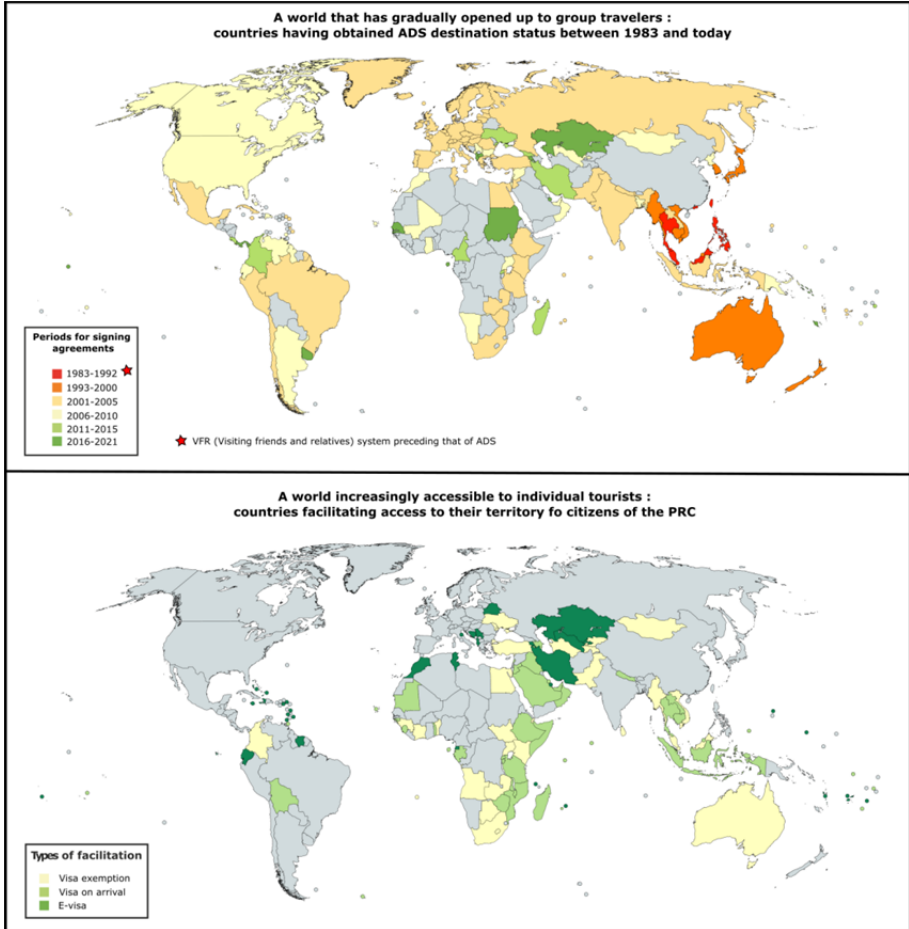 A world that has gradually opened up to group travelers :
countries having obtained ADS destination status between 1983 and today
Periods for signing
agreements
1983-1992
1993-2000
2001-2005
2006-2010
2011-2015
2016-2021
VFR (Visiting friends and relatives) system preceding that of ADS
A world increasingly accessible to individual tourists :
countries facilitating access to their territory fo citizens of the PRC
Types of facilitation
Visa exemption
Visa on arrival
E-visa